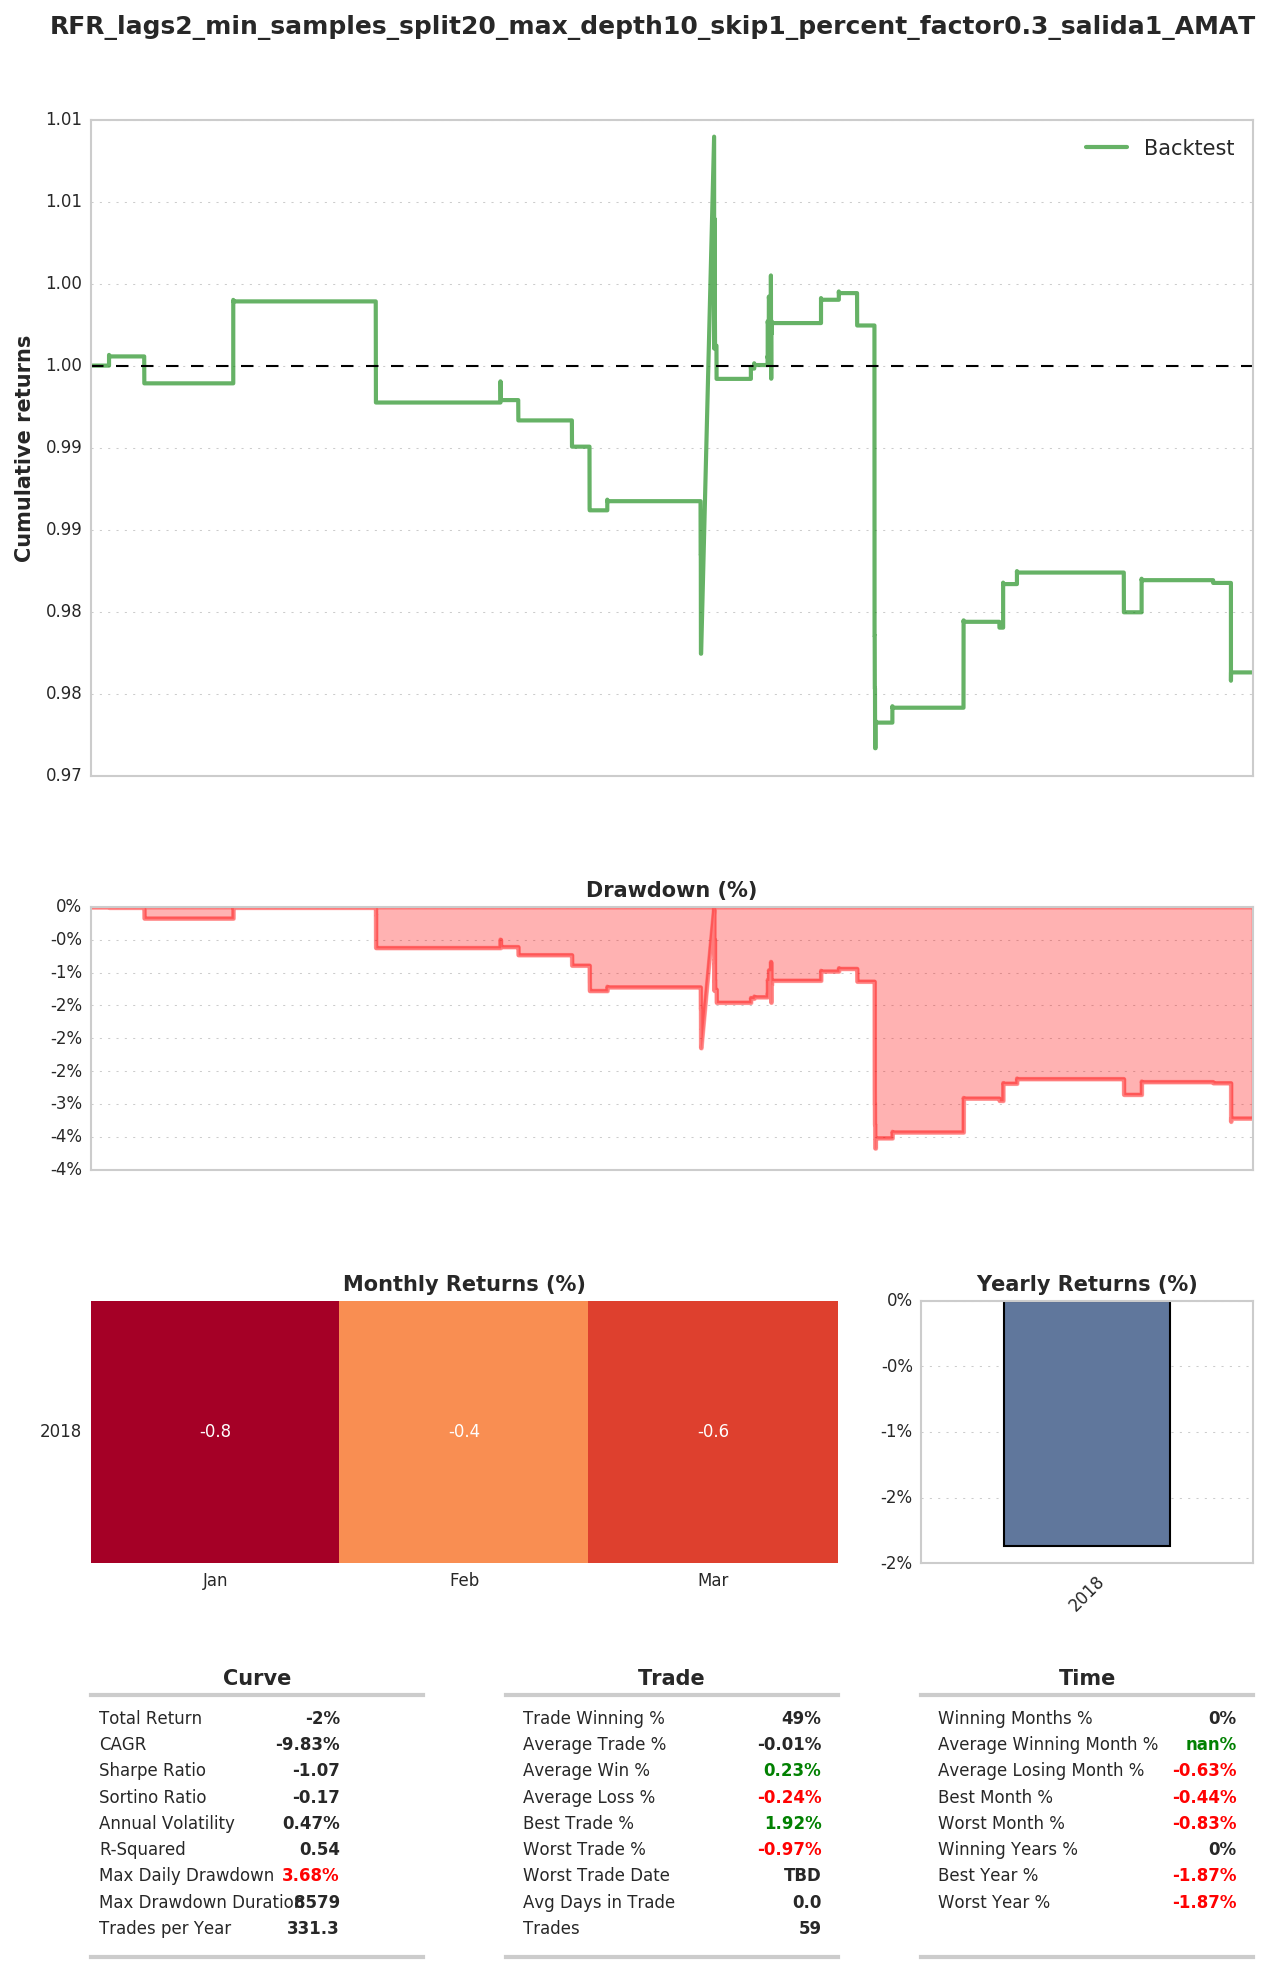 RFR_lags2_min_samples_split20_max_depth10_skip1_percent_factor0.3_salida1_AMAT
1.01
1.01
1.00
1.00
0.99
0.99
0.98
0.98
0.97
Cumulative returns
Backtest
Drawdown (%)
0%
-0%
-1%
-2%
-2%
-2%
-3%
-4%
-4%
Monthly Returns (%)
2018
-0.8
-0.4
-0.6
Jan
Feb
Mar
Yearly Returns (%)
0%
-0%
-1%
-2%
-2%
2018
Curve
Total Return -2%
CAGR -9.83%
Sharpe Ratio -1.07
Sortino Ratio -0.17
Annual Volatility 0.47%
R-Squared 0.54
Max Daily Drawdown 3.68%
Max Drawdown Duration 8579
Trades per Year 331.3
Trade
Trade Winning % 49%
Average Trade % -0.01%
Average Win % 0.23%
Average Loss % -0.24%
Best Trade % 1.92%
Worst Trade % -0.97%
Worst Trade Date TBD
Avg Days in Trade 0.0
Trades 59
Time
Winning Months % 0%
Average Winning Month % nan%
Average Losing Month % -0.63%
Best Month % -0.44%
Worst Month % -0.83%
Winning Years % 0%
Best Year % -1.87%
Worst Year % -1.87%